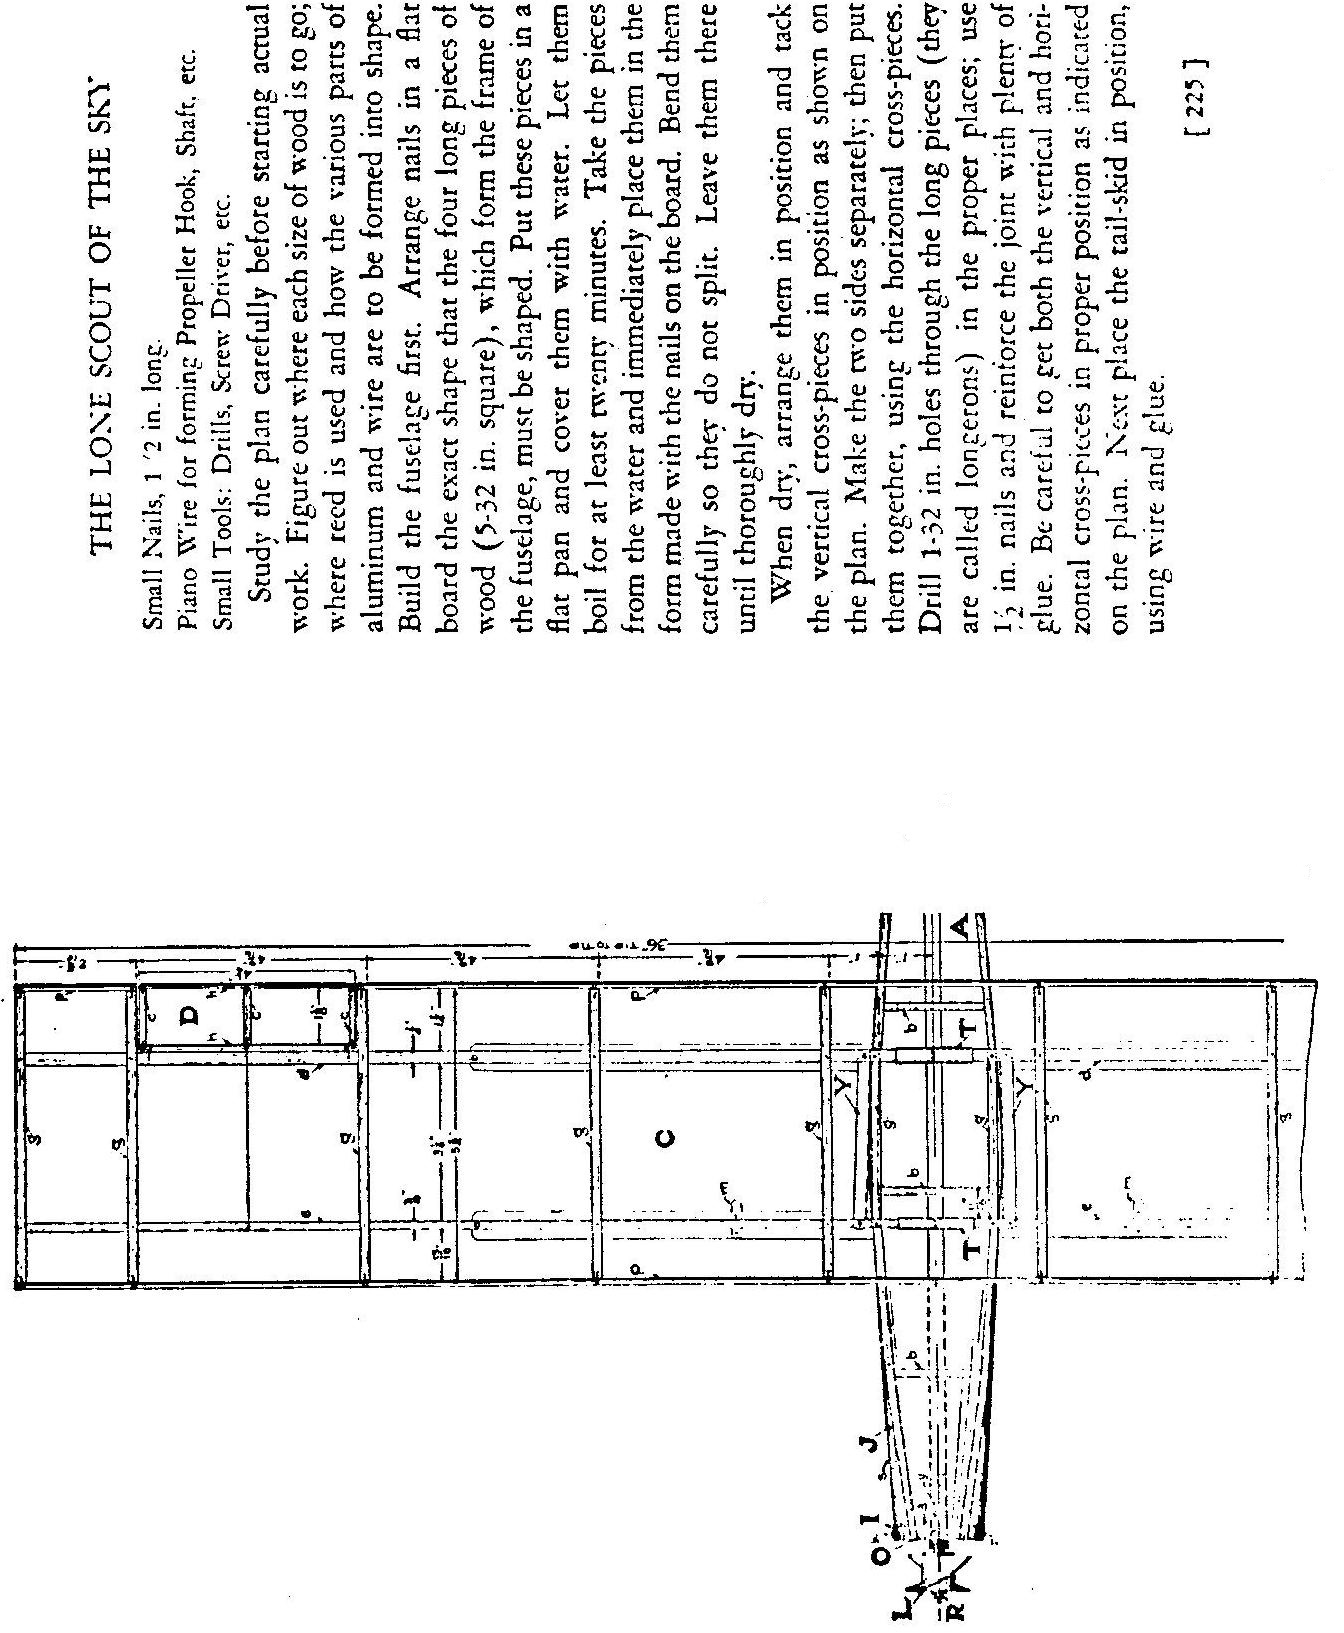 THE LONE SCOUT OF THE SKY
Small Nails, 1/2 in. long.
Piano Wire for forming Propeller Hook, Shaft, etc.
Small Tools: Drills, Screw Driver, etc.
Study the plan carefully before starting actual
work. Figure out where each size of wood is to go;
where reed is used and how the various parts of
aluminum and wire are to be formed into shape.
Build the fuselage first. Arrange nails in a flat
board the exact shape that the four long pieces of
wood (5-32 in. square), which form the frame of
the fuselage, must be shaped. Put these pieces in a
flat pan and cover them with water. Let them
boil for at least twenty minutes. Take the pieces
from the water and immediately place them in the
form made with the nails on the board. Bend them
carefully so they do not split. Leave them there
until thoroughly dry.
When dry, arrange them in position and tack
the vertical cross-pieces in position as shown on
the plan. Make the two sides separately; then put
them together, using the horizontal cross-pieces.
Drill 1-32 in. holes through the long pieces (they
are called longerons) in the proper places; use
1/2 in. nails and reinforce the joint with plenty of
glue. Be careful to get both the vertical and hori-
zontal cross-pieces in proper position as indicated
on the plan. Next place the tail-skid in position,
using wire and glue.
[ 225 ]
36" TIP TO TIP
D
C
A
T
T
Y
Y
E
E
J
I
O
L
R
g
g
g
g
g
g
g
g
b
b
b
d
d
e
e
c
c
c
h
h
P